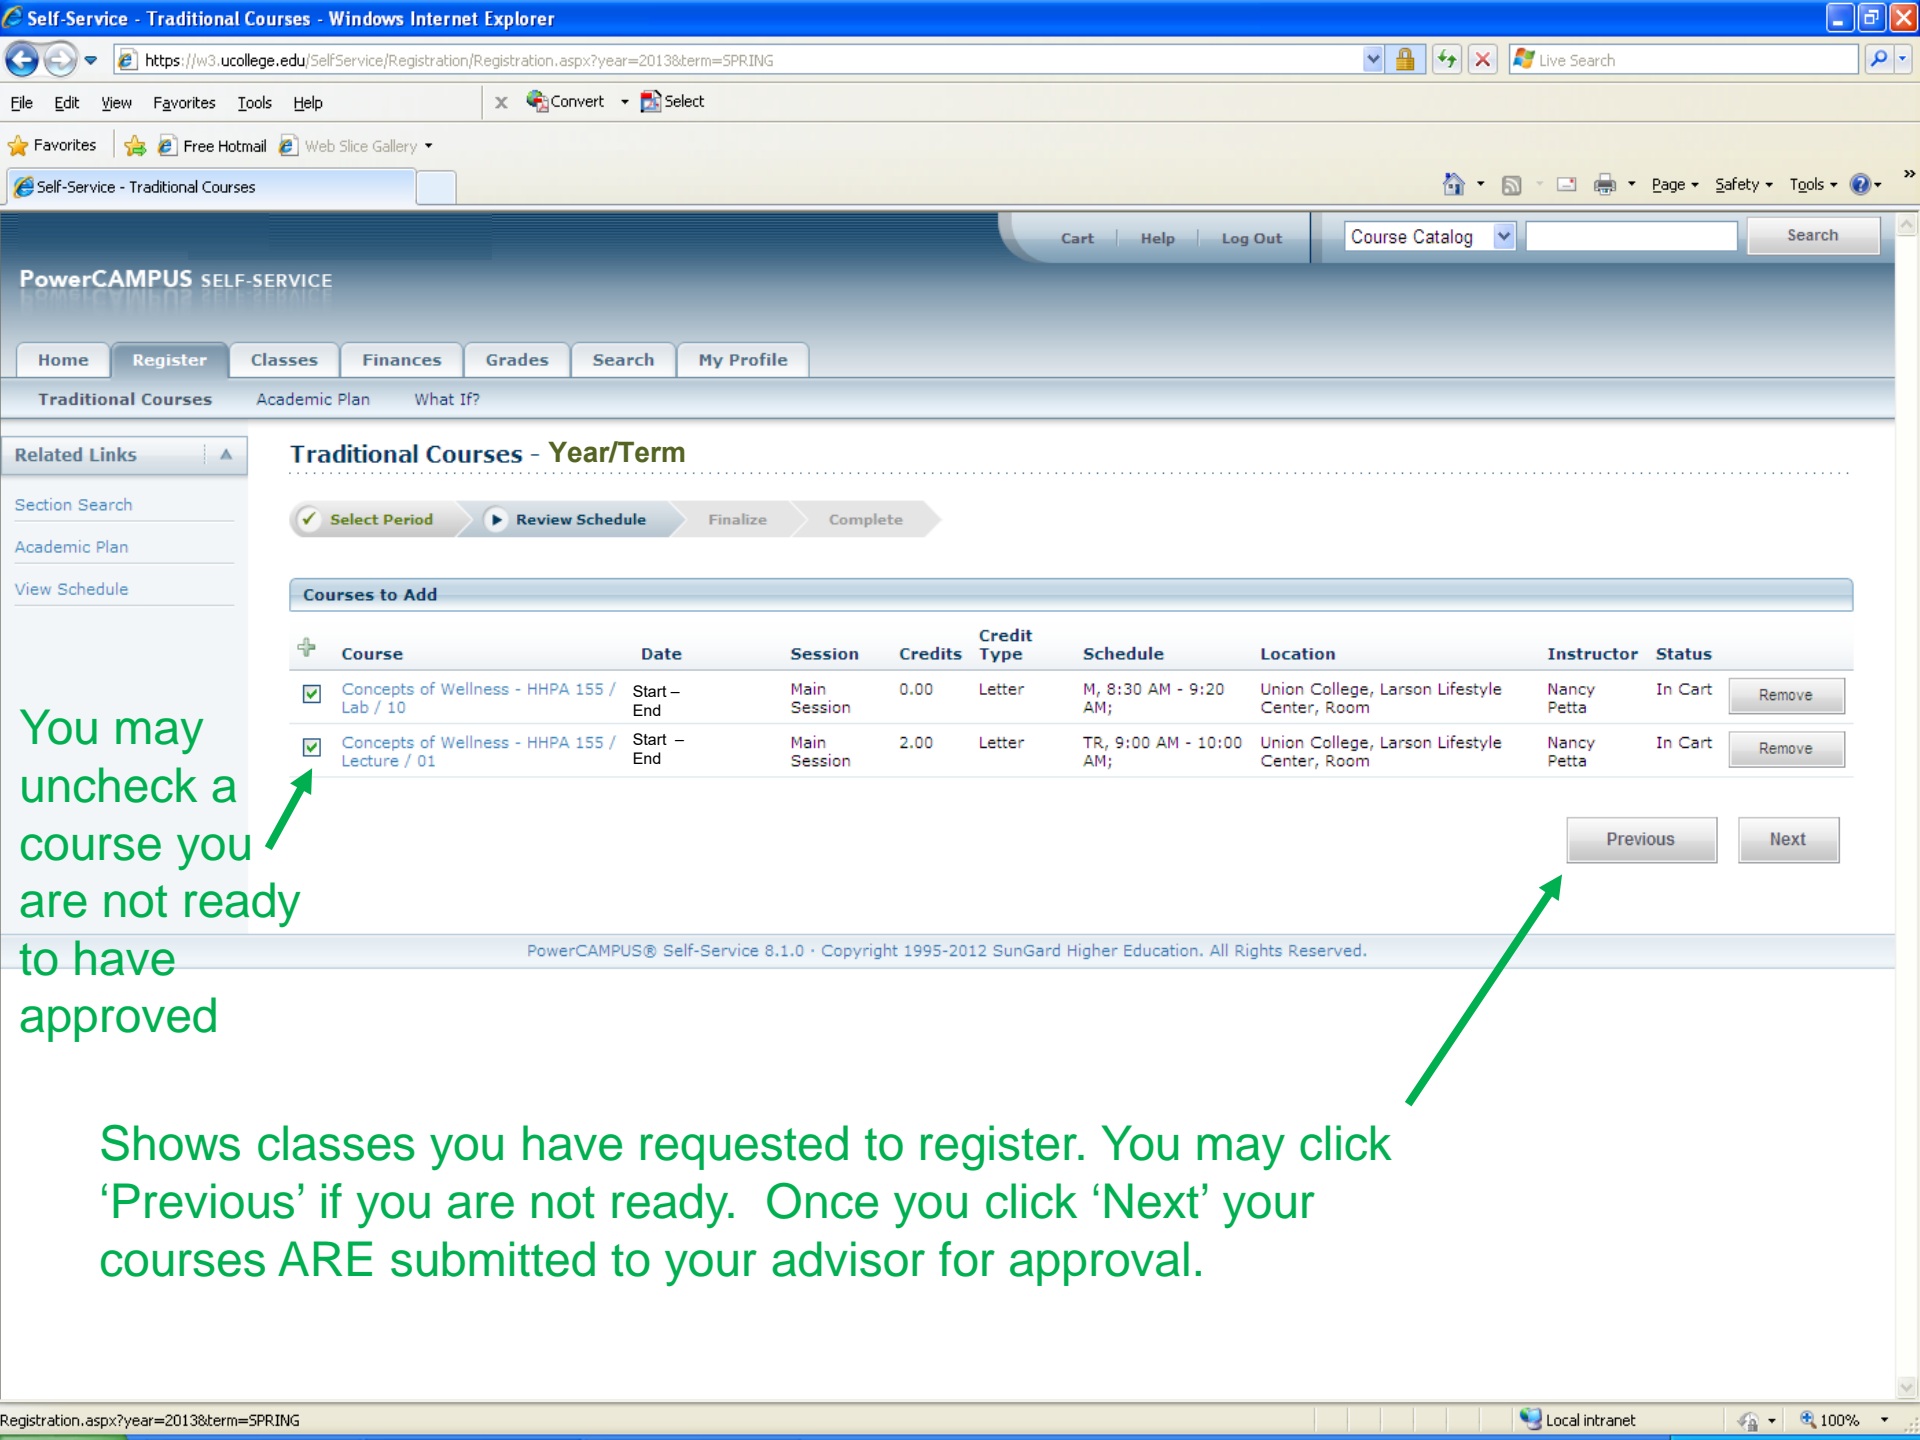 Self-Service - Traditional Courses - Windows Internet Explorer
https://w3.ucollege.edu/SelfService/Registration/Registration.aspx?year=2013&term=SPRING
Live Search
File Edit View Favorites Tools Help
x Convert Select
Favorites Free Hotmail Web Slice Gallery
Self-Service - Traditional Courses
Page Safety Tools »
Cart Help Log Out Course Catalog Search
PowerCAMPUS SELF-SERVICE
Home Register Classes Finances Grades Search My Profile
Traditional Courses Academic Plan What If?
Related Links
Section Search
Academic Plan
View Schedule
Traditional Courses - Year/Term
Select Period Review Schedule Finalize Complete
Courses to Add
Course Date Session Credits Credit Type Schedule Location Instructor Status
Concepts of Wellness - HHPA 155 / Start – Main 0.00 Letter M, 8:30 AM - 9:20 Union College, Larson Lifestyle Nancy In Cart Remove
Lab / 10 End Session AM; Center, Room Petta
Concepts of Wellness - HHPA 155 / Start – Main 2.00 Letter TR, 9:00 AM - 10:00 Union College, Larson Lifestyle Nancy In Cart Remove
Lecture / 01 End Session AM; Center, Room Petta
Previous Next
You may
uncheck a
course you
are not ready
to have
approved
PowerCAMPUS® Self-Service 8.1.0 · Copyright 1995-2012 SunGard Higher Education. All Rights Reserved.
Shows classes you have requested to register. You may click
‘Previous’ if you are not ready. Once you click ‘Next’ your
courses ARE submitted to your advisor for approval.
Registration.aspx?year=2013&term=SPRING
Local intranet 100%